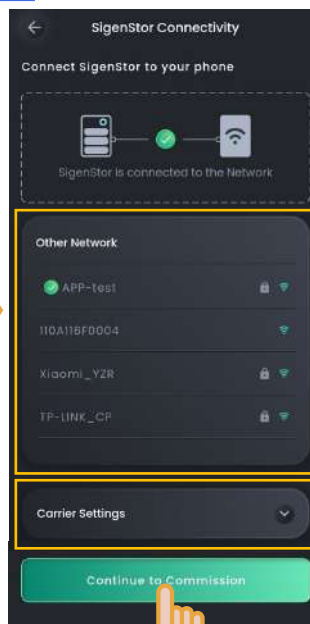 SigenStor Connectivity
Connect SigenStor to your phone
SigenStor is connected to the Network
Other Network
APP-test
110A116F0004
Xiaomi_YZR
TP-LINK_CP
Carrier Settings
Continue to Commission